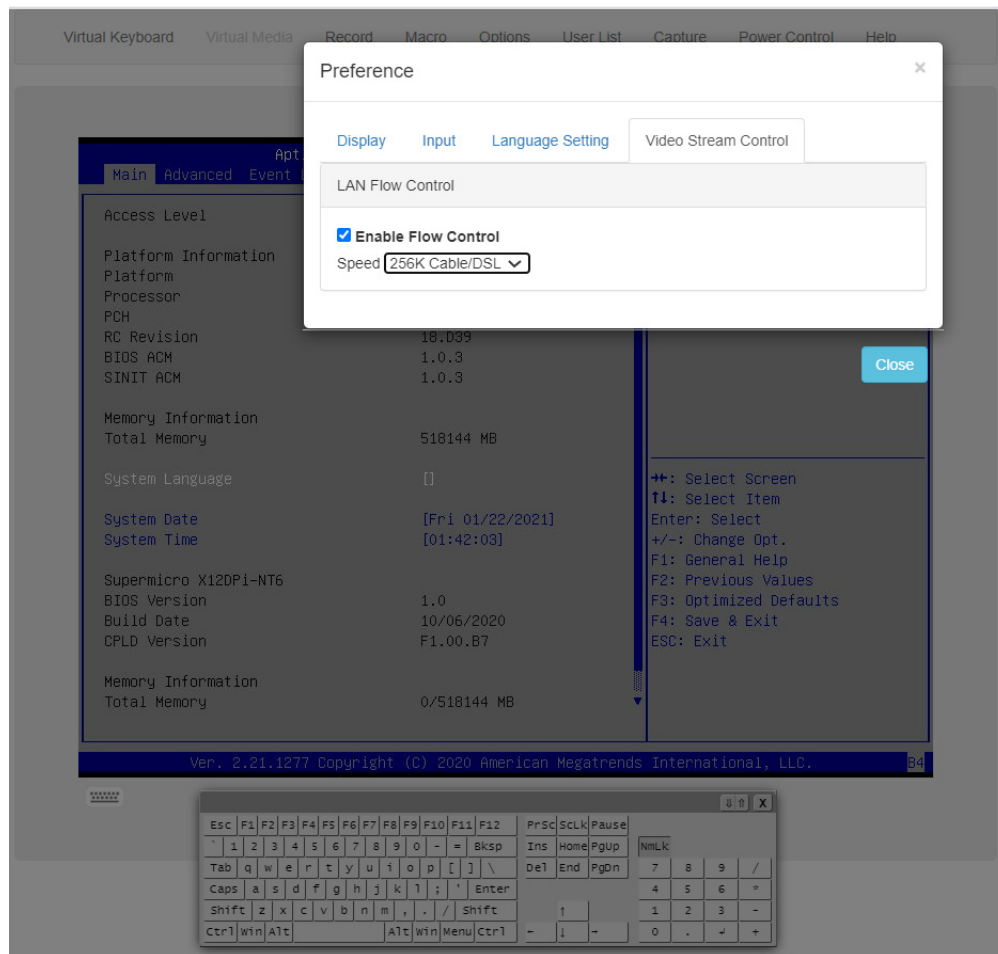 Virtual Keyboard Virtual Media Record Macro Options User List Capture Power Control Help
Preference ×
Display Input Language Setting Video Stream Control
LAN Flow Control
Enable Flow Control
Speed 256K Cable/DSL
Close
Apt
Main Advanced Event
Access Level
Platform Information
Platform
Processor
PCH
RC Revision 18.D39
BIOS ACM 1.0.3
SINIT ACM 1.0.3
Memory Information
Total Memory 518144 MB
System Language []
System Date [Fri 01/22/2021]
System Time [01:42:03]
Supermicro X12DPi-NT6
BIOS Version 1.0
Build Date 10/06/2020
CPLD Version F1.00.B7
Memory Information
Total Memory 0/518144 MB
→←: Select Screen
↑↓: Select Item
Enter: Select
+/-: Change Opt.
F1: General Help
F2: Previous Values
F3: Optimized Defaults
F4: Save & Exit
ESC: Exit
Ver. 2.21.1277 Copyright (C) 2020 American Megatrends International, LLC. B4
⇓ ⇑ X
Esc F1 F2 F3 F4 F5 F6 F7 F8 F9 F10 F11 F12 PrSc ScLk Pause
` 1 2 3 4 5 6 7 8 9 0 - = Bksp Ins Home PgUp NmLk
Tab q w e r t y u i o p [ ] \ Del End PgDn 7 8 9 /
Caps a s d f g h j k l ; ' Enter 4 5 6 *
Shift z x c v b n m , . / Shift ↑ 1 2 3 -
Ctrl Win Alt Alt Win Menu Ctrl ← ↓ → 0 . ↵ +